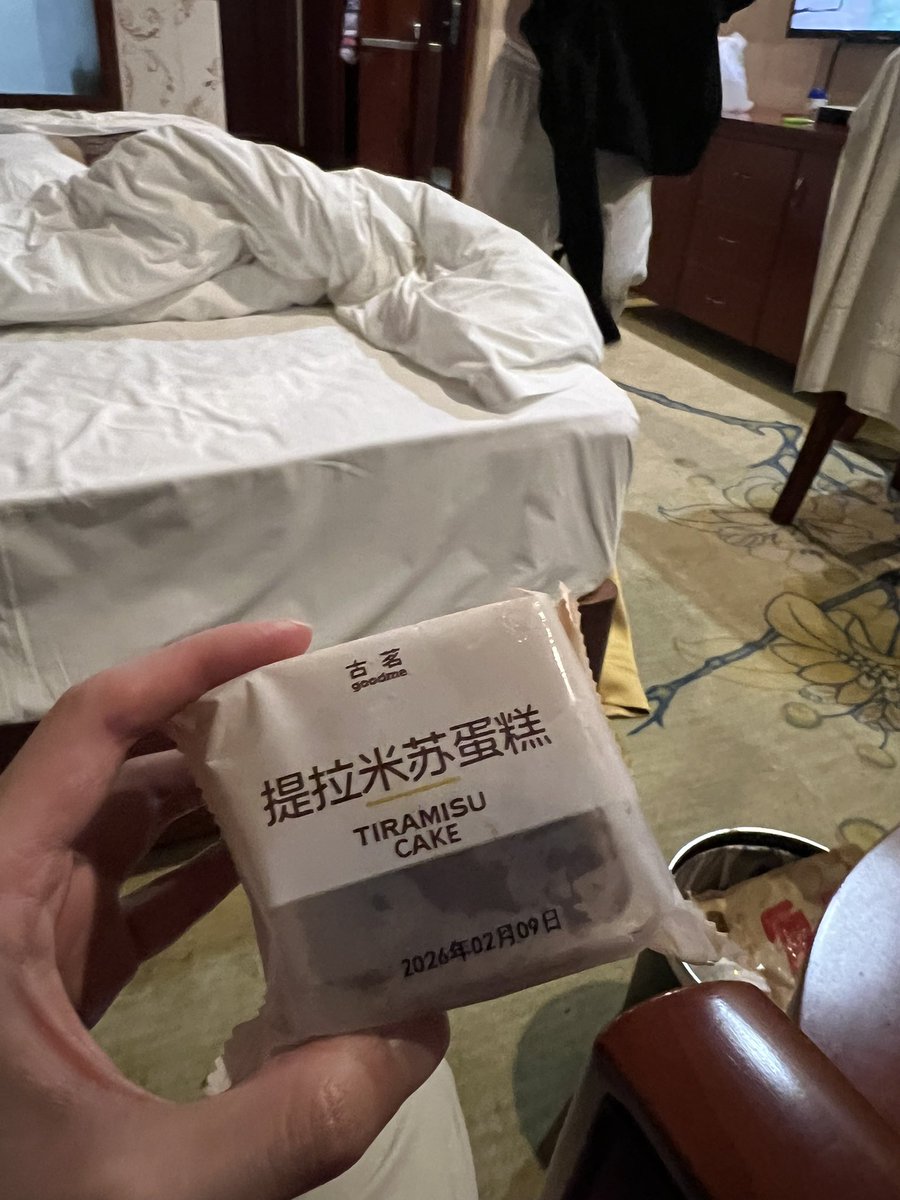 古茗
goodme
提拉米苏蛋糕
TIRAMISU
CAKE
2026年02月09日